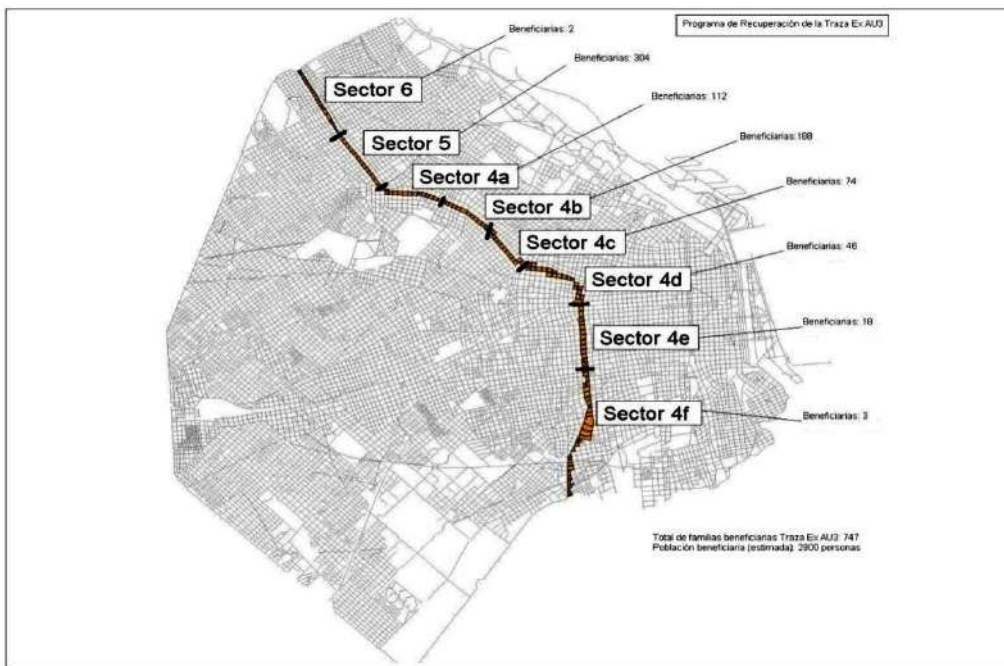 Programa de Recuperación de la Traza Ex AU3
Beneficiarias: 2
Sector 6
Beneficiarias: 304
Sector 5
Beneficiarias: 112
Sector 4a
Beneficiarias:188
Sector 4b
Beneficiarias: 74
Sector 4c
Beneficiarias: 46
Sector 4d
Beneficiarias: 18
Sector 4e
Beneficiarias: 3
Sector 4f
Total de familias beneficiarias Traza Ex AU3: 747
Población beneficiaria (estimada): 2900 personas